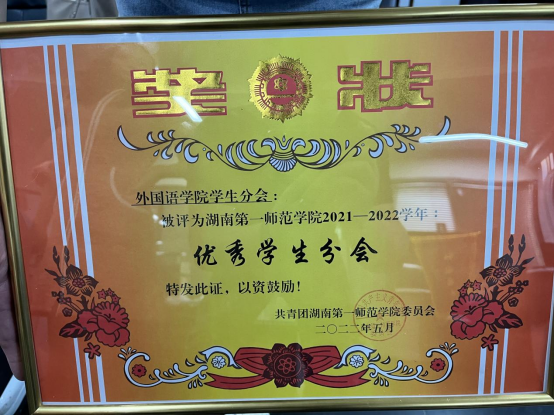 奖状
外国语学院学生分会：
被评为湖南第一师范学院2021—2022学年：
优秀学生分会
特发此证，以资鼓励！
共青团湖南第一师范学院委员会
二〇二二年五月